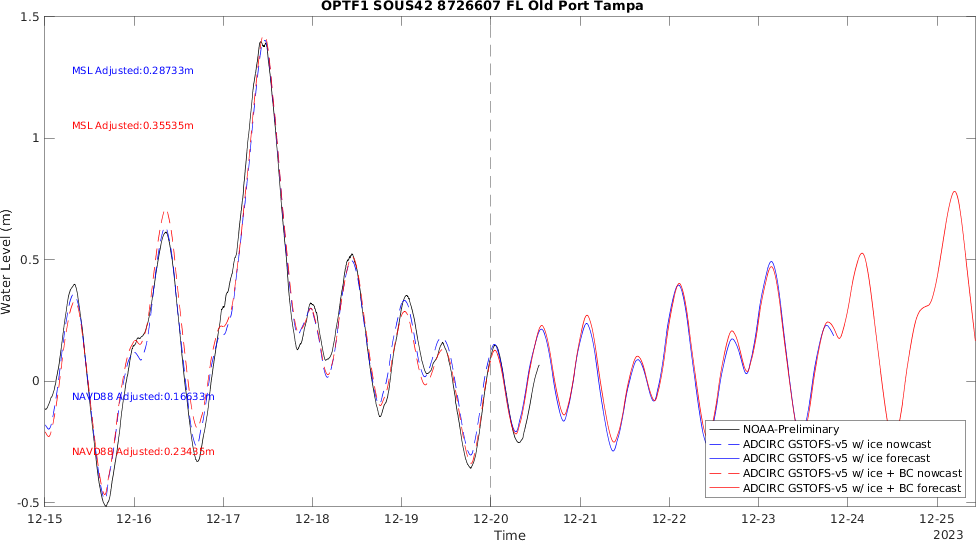 OPTF1 SOUS42 8726607 FL Old Port Tampa
1.5
MSL Adjusted:0.28733m
MSL Adjusted:0.35535m
1
Water Level (m)
0.5
0
NAVD88 Adjusted:0.16633m
NAVD88 Adjusted:0.23435m
-0.5
NOAA-Preliminary
ADCIRC GSTOFS-v5 w/ ice nowcast
ADCIRC GSTOFS-v5 w/ ice forecast
ADCIRC GSTOFS-v5 w/ ice + BC nowcast
ADCIRC GSTOFS-v5 w/ ice + BC forecast
12-15 12-16 12-17 12-18 12-19 12-20 12-21 12-22 12-23 12-24 12-25
Time
2023